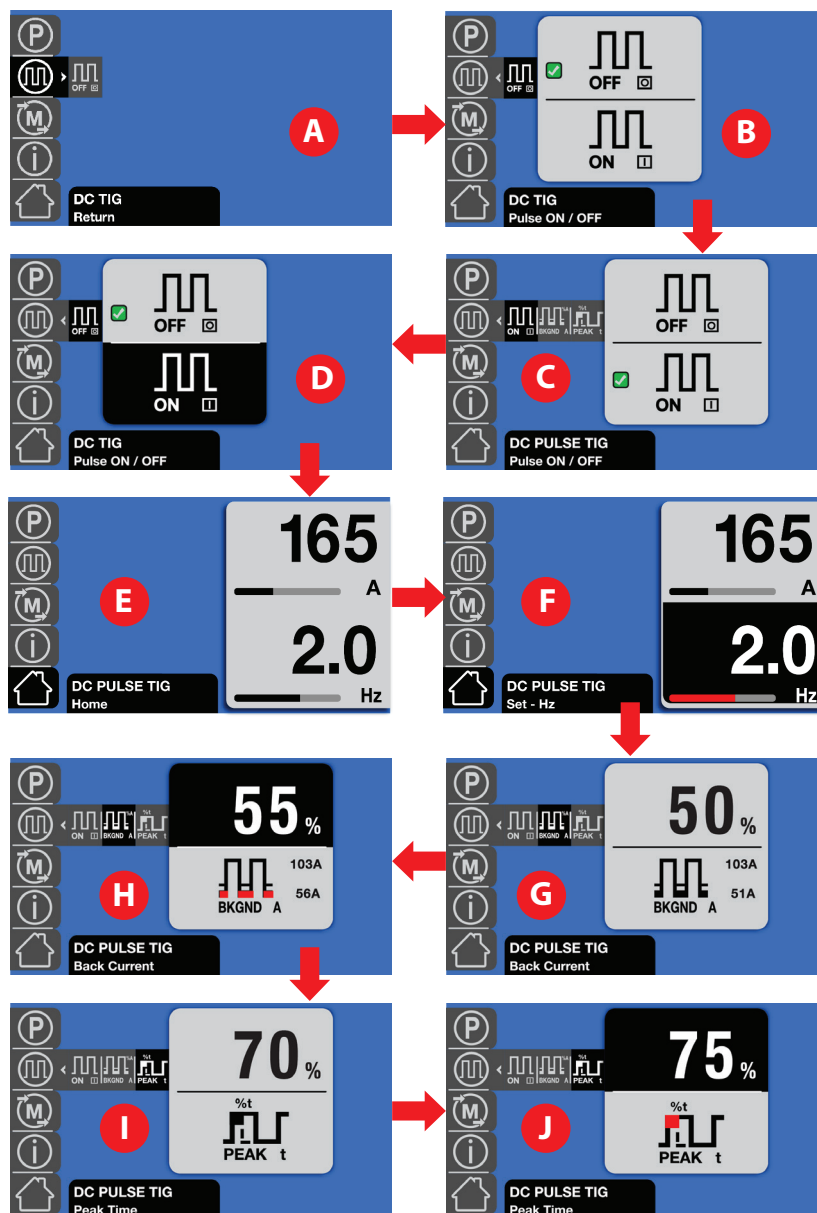 P
OFF
M
i
A
DC TIG
Return
P
OFF
OFF
ON
M
i
B
DC TIG
Pulse ON / OFF
P
ON BKGND A PEAK t
%A %t
OFF
ON
M
i
C
DC PULSE TIG
Pulse ON / OFF
P
OFF
OFF
ON
M
i
D
DC TIG
Pulse ON / OFF
P
165
A
2.0
Hz
M
i
E
DC PULSE TIG
Home
P
165
A
2.0
Hz
M
i
F
DC PULSE TIG
Set - Hz
P
ON BKGND A PEAK t
%A %t
50 %
103A
51A
BKGND A
M
i
G
DC PULSE TIG
Back Current
P
ON BKGND A PEAK t
%A %t
55 %
103A
56A
BKGND A
M
i
H
DC PULSE TIG
Back Current
P
ON BKGND A PEAK t
%A %t
70 %
%t
PEAK t
M
i
I
DC PULSE TIG
Peak Time
P
ON BKGND A PEAK t
%A %t
75 %
%t
PEAK t
M
i
J
DC PULSE TIG
Peak Time